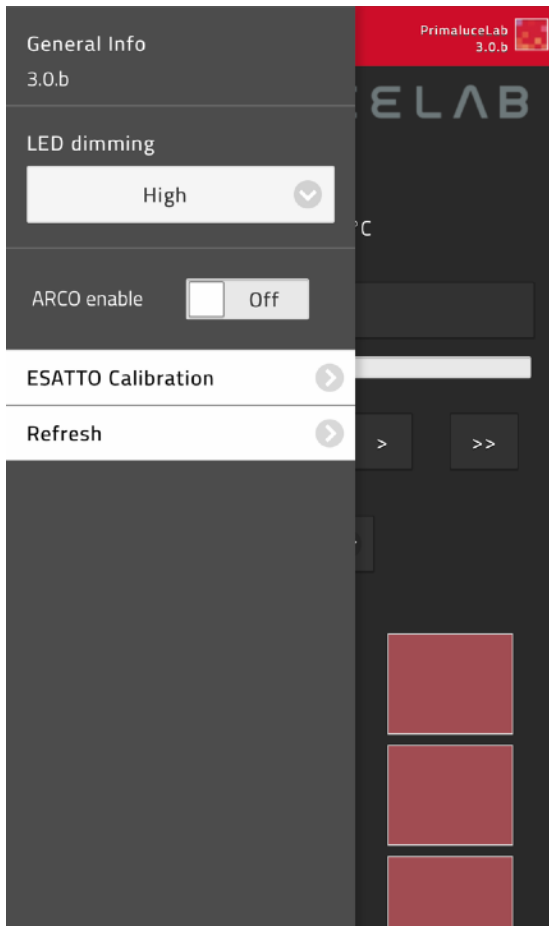 General Info
3.0.b
LED dimming
High
ARCO enable
Off
ESATTO Calibration
Refresh
PrimaluceLab
3.0.b
ELAB
°C
>
>>